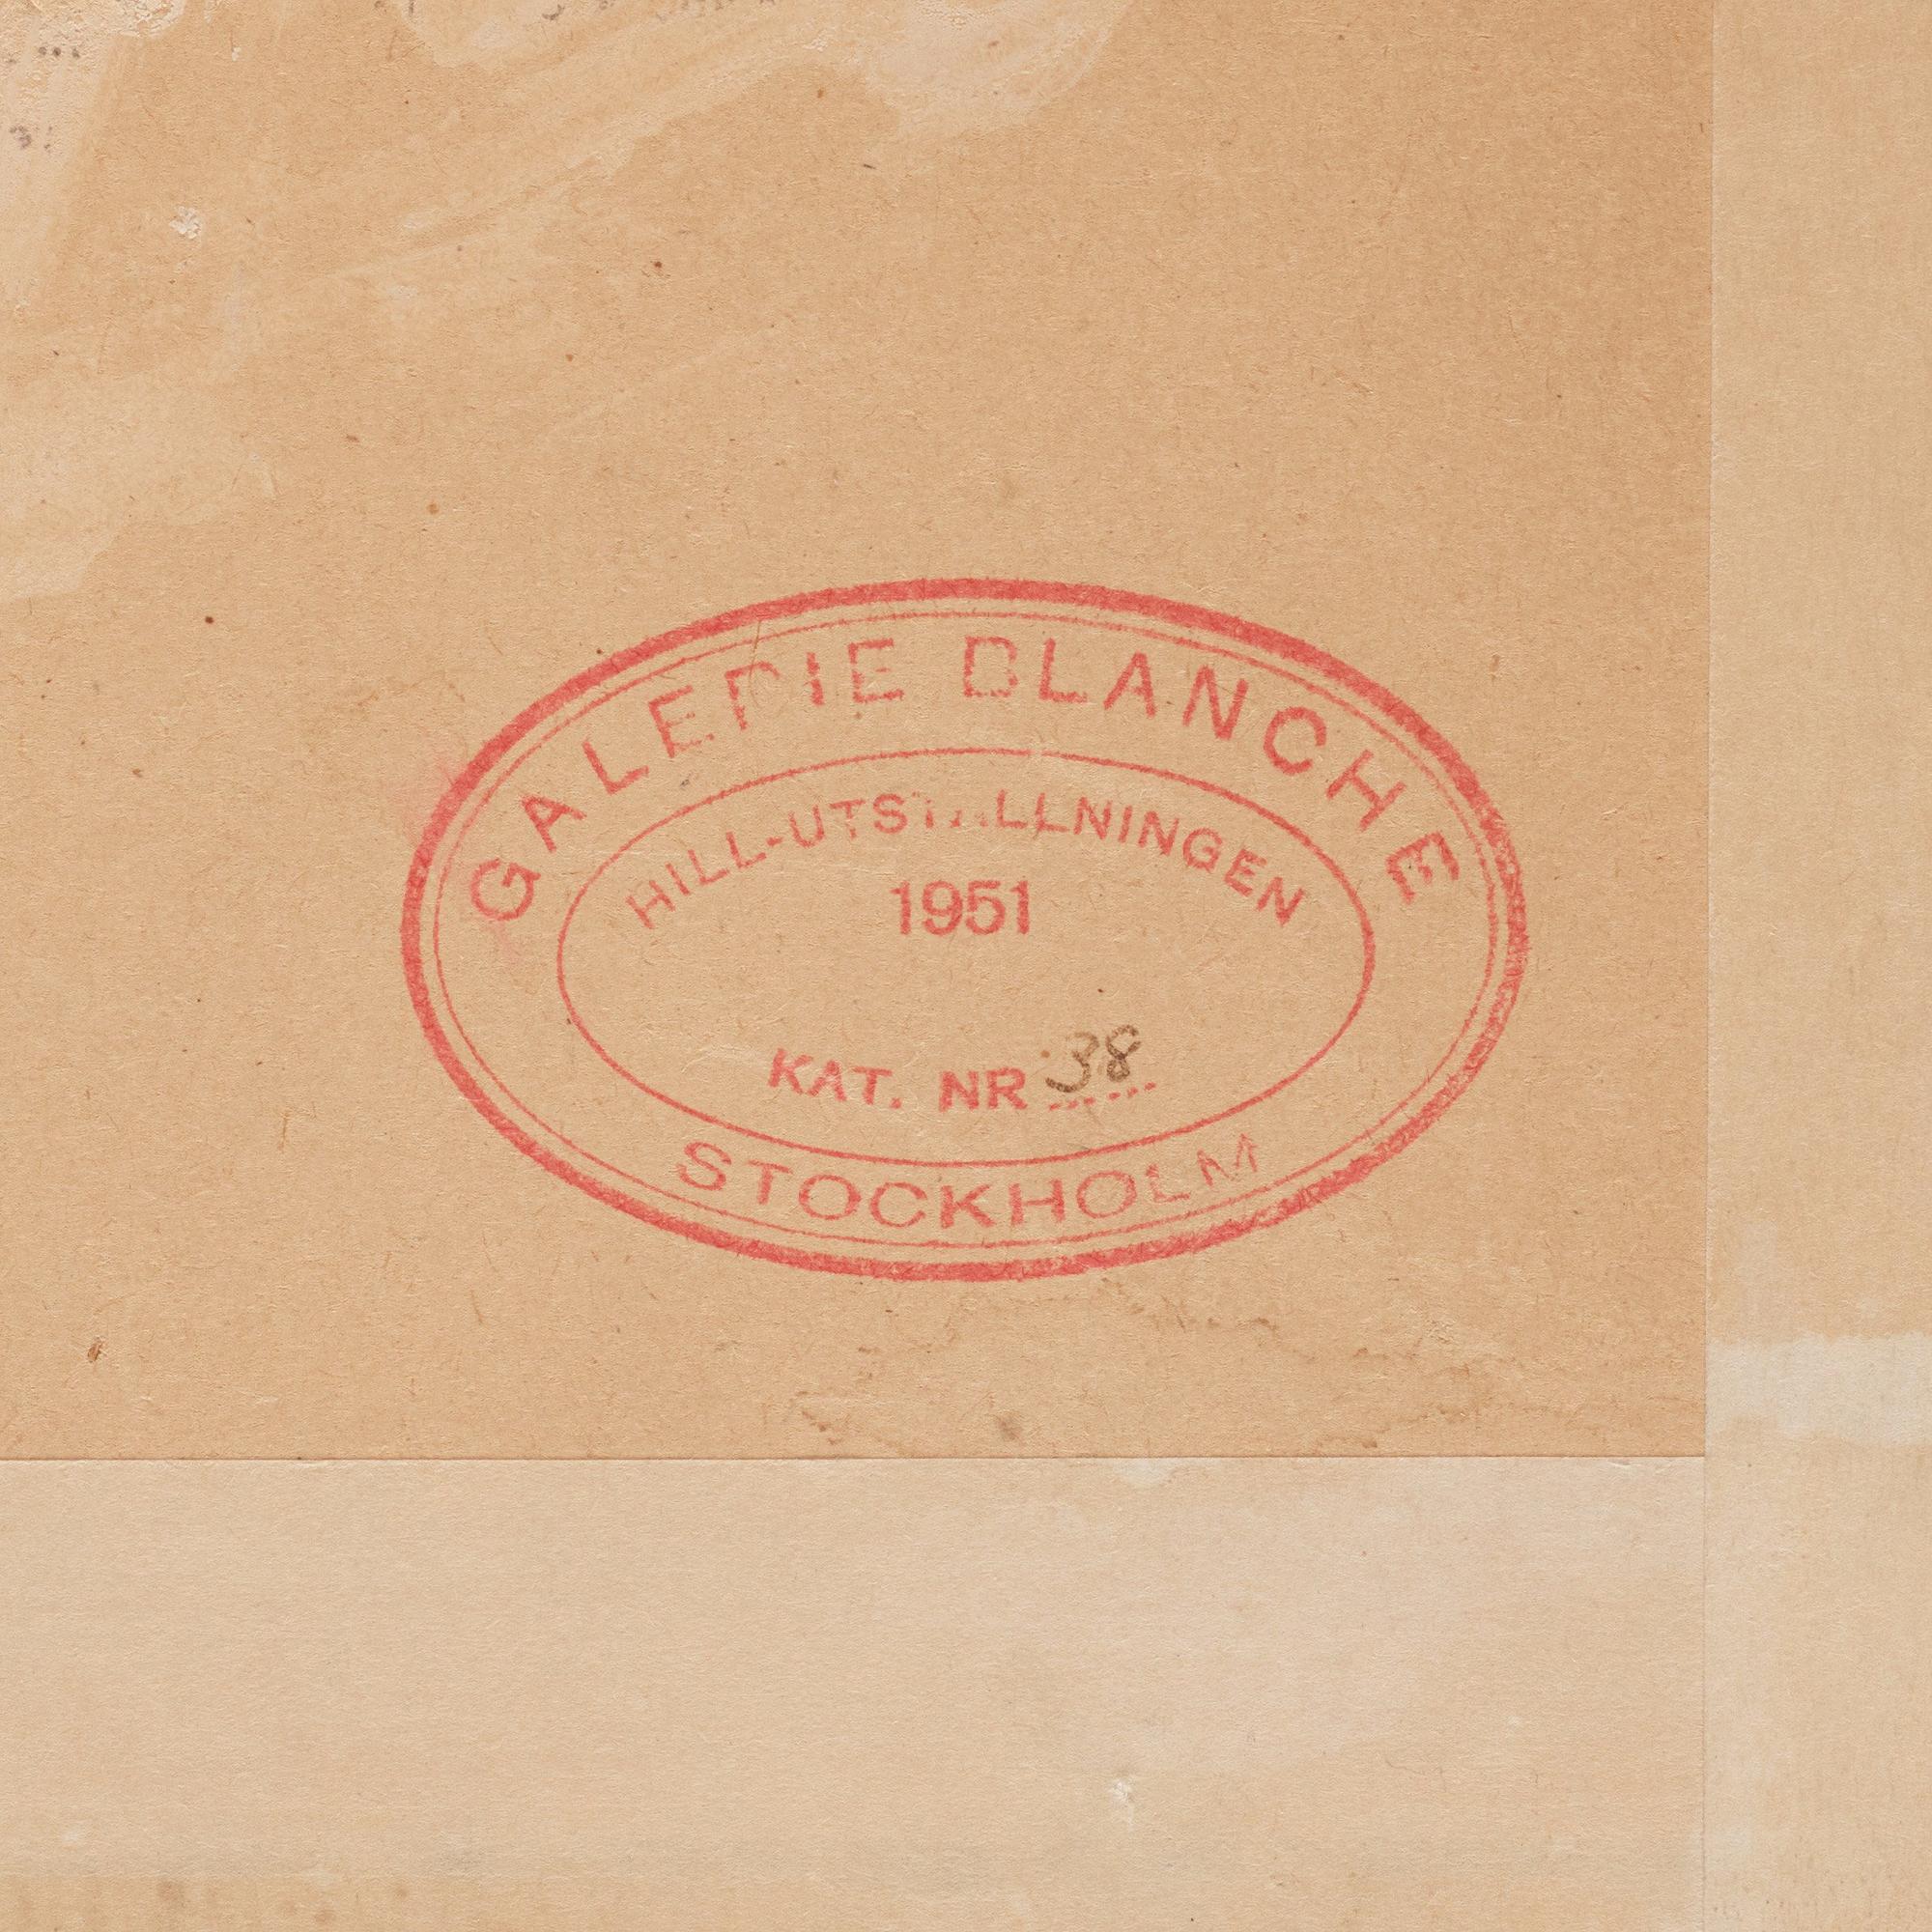 GALERIE BLANCHE
HILL-UTSTÄLLNINGEN
1951
KAT. NR 38
STOCKHOLM